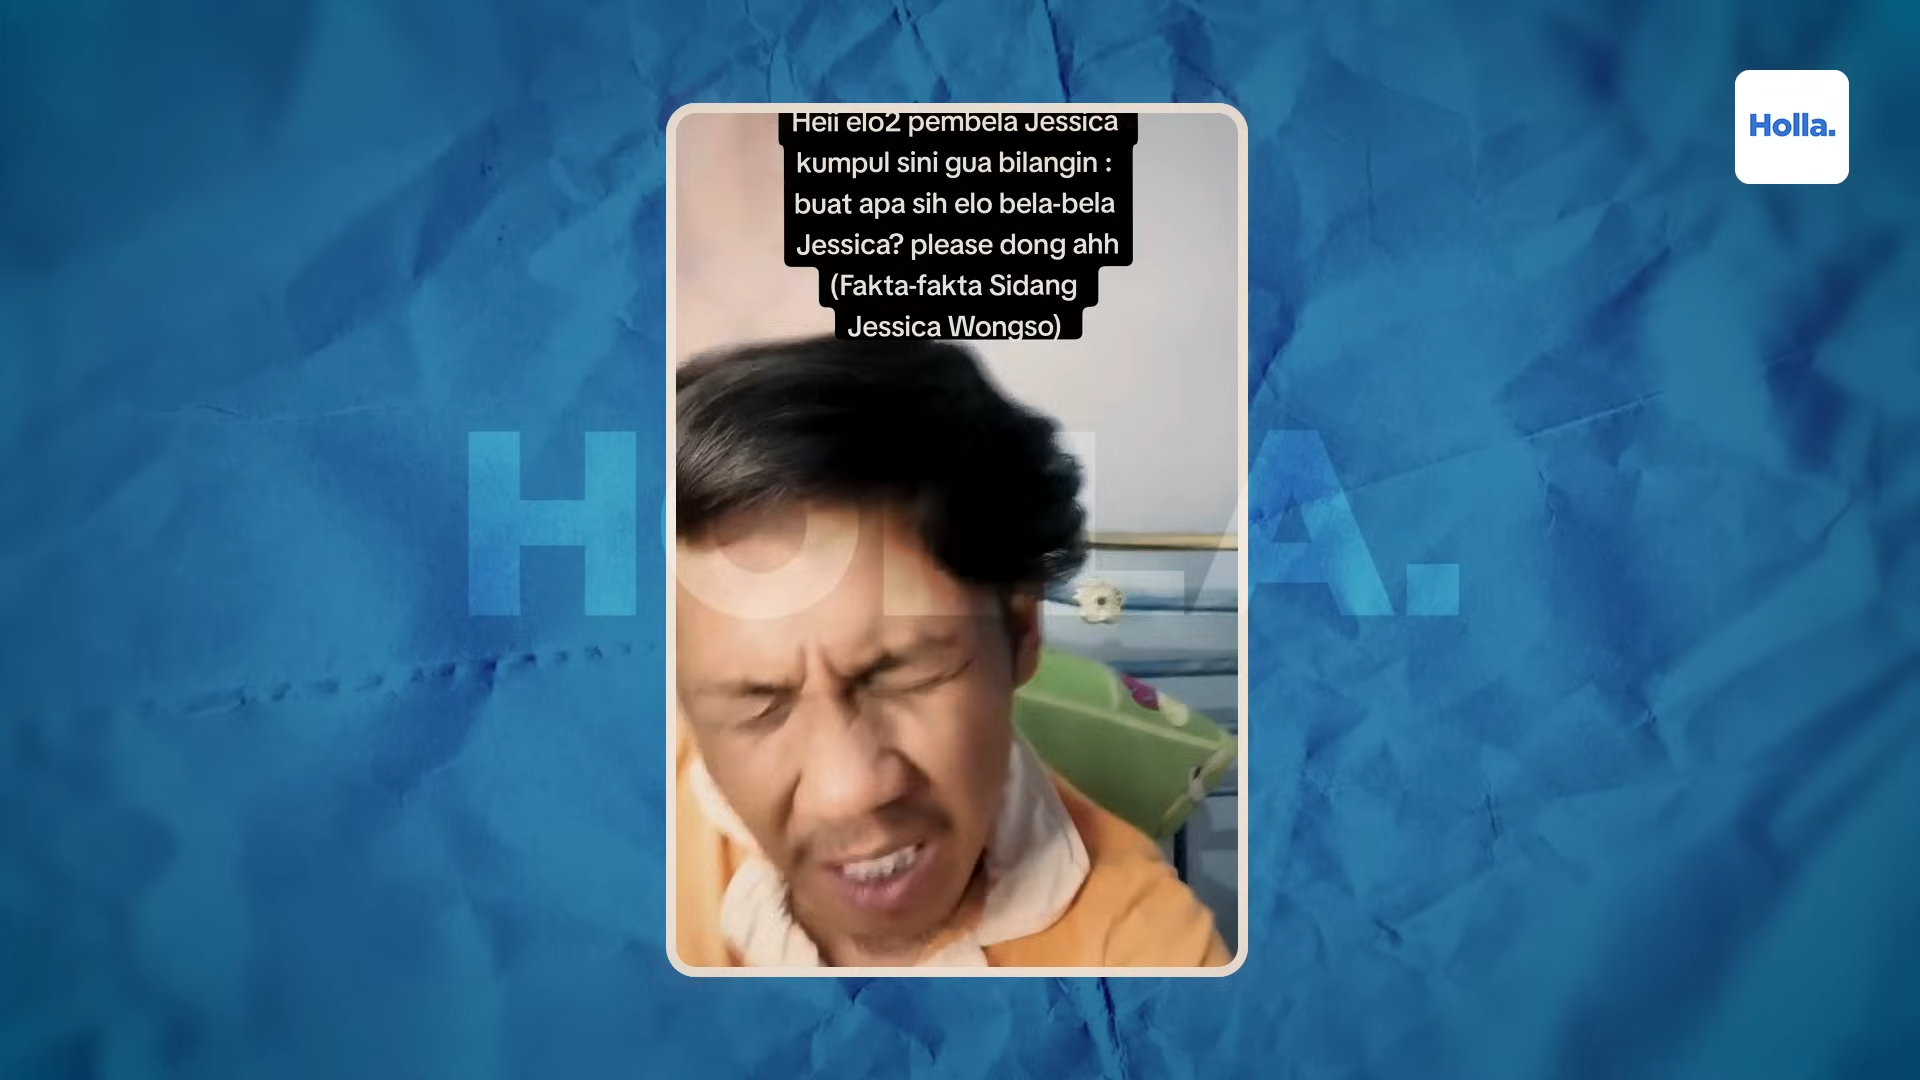 Heii elo2 pembela Jessica
kumpul sini gua bilangin :
buat apa sih elo bela-bela
Jessica? please dong ahh
(Fakta-fakta Sidang
Jessica Wongso)
Holla.
HOLLA.